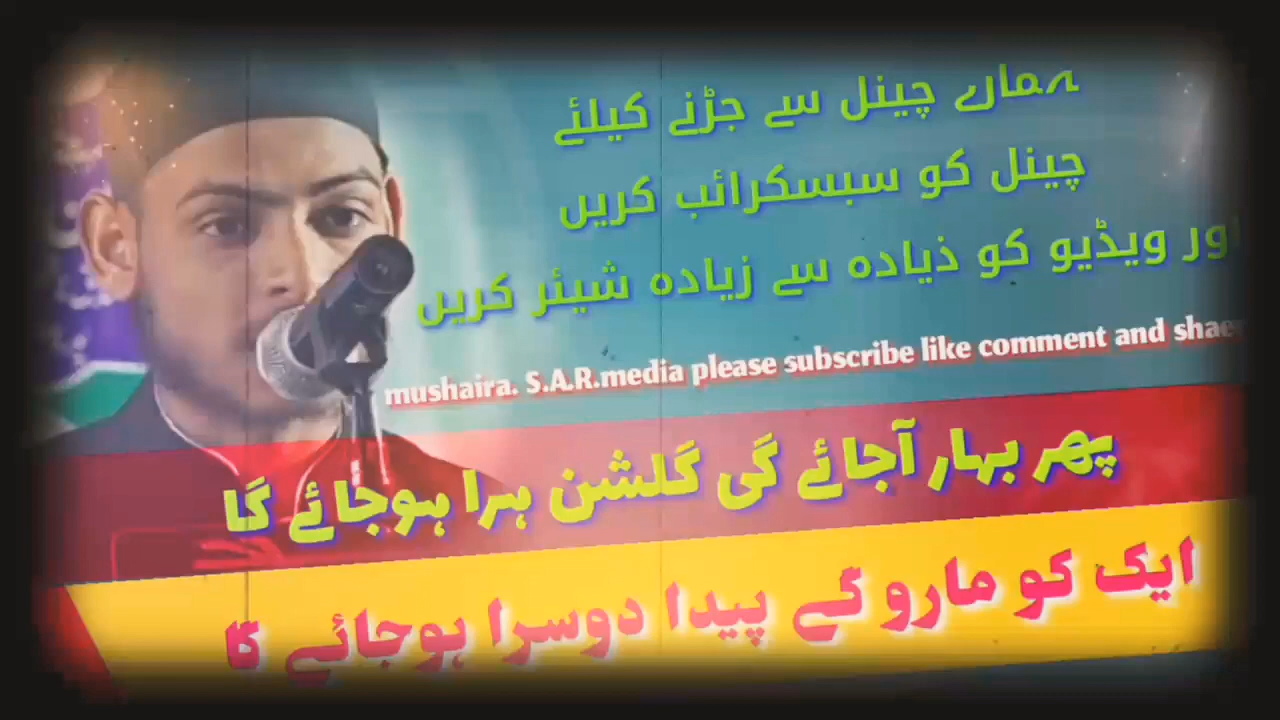 ہمارے چینل سے جڑنے کیلئے
چینل کو سبسکرائب کریں
اور ویڈیو کو ذیادہ سے زیادہ شیئر کریں
mushaira. S.A.R.media please subscribe like comment and shaer
پھر بہار آجائے گی گلشن ہرا ہوجائے گا
ایک کو مارو گے پیدا دوسرا ہوجائے گا